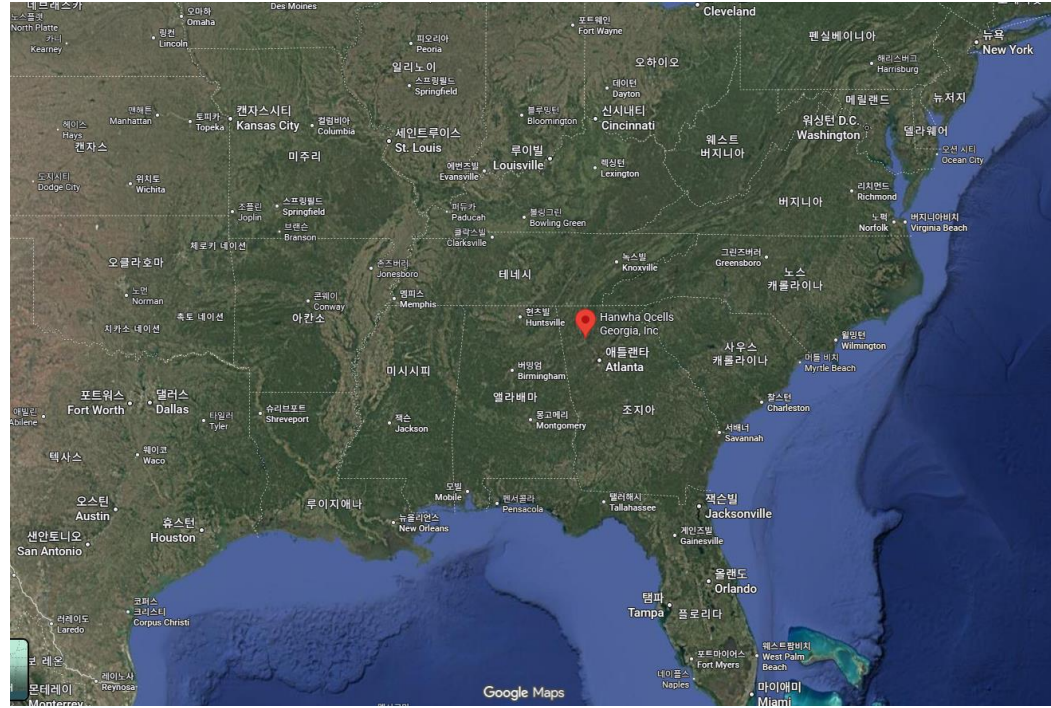 네브래스카
노스플랫
North Platte
카니
Kearney
오마하
Omaha
링컨
Lincoln
Des Moines
피오리아
Peoria
일리노이
스프링필드
Springfield
포트웨인
Fort Wayne
Cleveland
오하이오
데이턴
Dayton
펜실베이니아
해리스버그
Harrisburg
뉴욕
New York
맨해튼
Manhattan
토피카
Topeka
캔자스시티
Kansas City
컬럼비아
Columbia
헤이스
Hays
캔자스
미주리
세인트루이스
St. Louis
블루밍턴
Bloomington
신시내티
Cincinnati
루이빌
Louisville
에번즈빌
Evansville
렉싱턴
Lexington
웨스트
버지니아
메릴랜드
뉴저지
워싱턴 D.C.
Washington
델라웨어
오션 시티
Ocean City
도지시티
Dodge City
위치토
Wichita
조플린
Joplin
스프링필드
Springfield
브랜슨
Branson
퍼듀카
Paducah
볼링그린
Bowling Green
클락스빌
Clarksville
버지니아
리치먼드
Richmond
노퍽
Norfolk
버지니아비치
Virginia Beach
체로키 네이션
오클라호마
노먼
Norman
치카소 네이션
촉토 네이션
존즈버러
Jonesboro
콘웨이
Conway
아칸소
멤피스
Memphis
테네시
녹스빌
Knoxville
그린즈버러
Greensboro
노스
캐롤라이나
헌츠빌
Huntsville
Hanwha Qcells
Georgia, Inc
애틀랜타
Atlanta
사우스
캐롤라이나
윌밍턴
Wilmington
머틀 비치
Myrtle Beach
버밍엄
Birmingham
미시시피
앨라배마
몽고메리
Montgomery
조지아
찰스턴
Charleston
서배너
Savannah
애빌린
Abilene
포트워스
Fort Worth
댈러스
Dallas
타일러
Tyler
슈리브포트
Shreveport
잭슨
Jackson
텍사스
웨이코
Waco
오스틴
Austin
샌안토니오
San Antonio
휴스턴
Houston
루이지애나
뉴올리언스
New Orleans
모빌
Mobile
펜서콜라
Pensacola
탤러해시
Tallahassee
잭슨빌
Jacksonville
게인즈빌
Gainesville
올랜도
Orlando
탬파
Tampa
플로리다
코퍼스
크리스티
Corpus Christi
러레이도
Laredo
레이노사
Reynosa
몬테레이
Monterrey
포트마이어스
Fort Myers
네이플스
Naples
웨스트팜비치
West Palm
Beach
마이애미
Miami
Google Maps